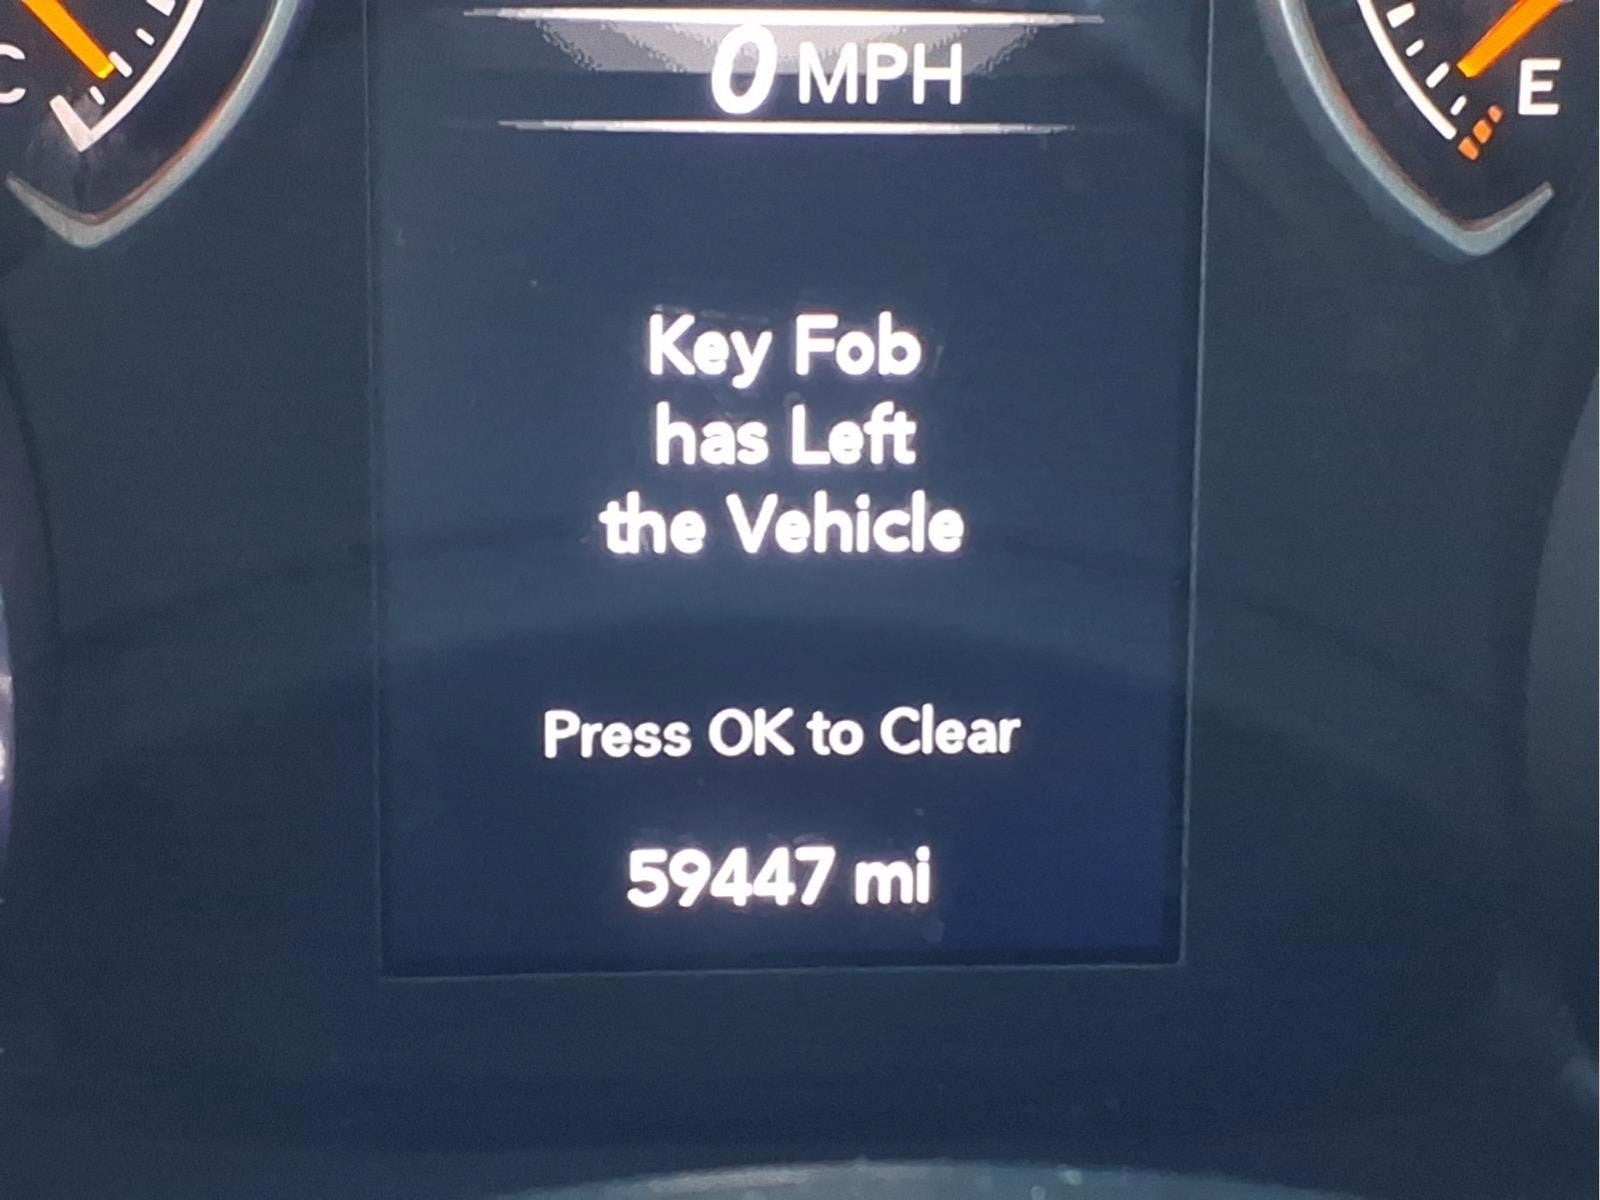 C
0 MPH
E
Key Fob
has Left
the Vehicle
Press OK to Clear
59447 mi